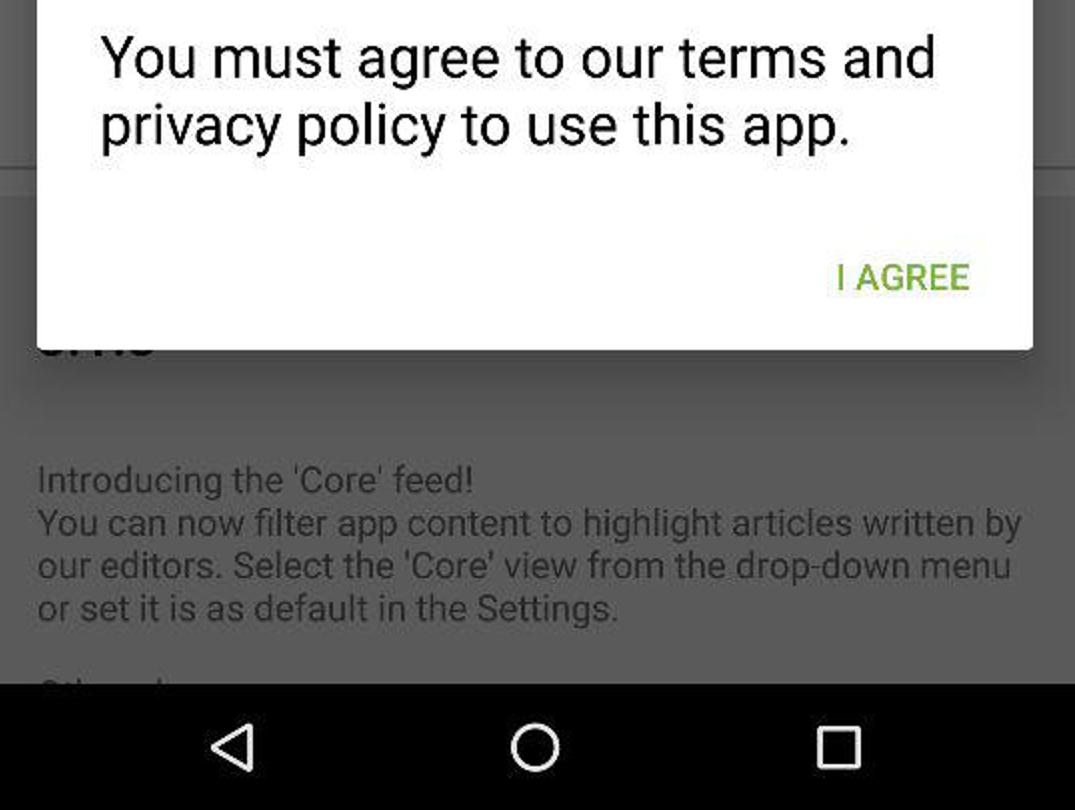 You must agree to our terms and
privacy policy to use this app.
I AGREE
Introducing the 'Core' feed!
You can now filter app content to highlight articles written by
our editors. Select the 'Core' view from the drop-down menu
or set it is as default in the Settings.